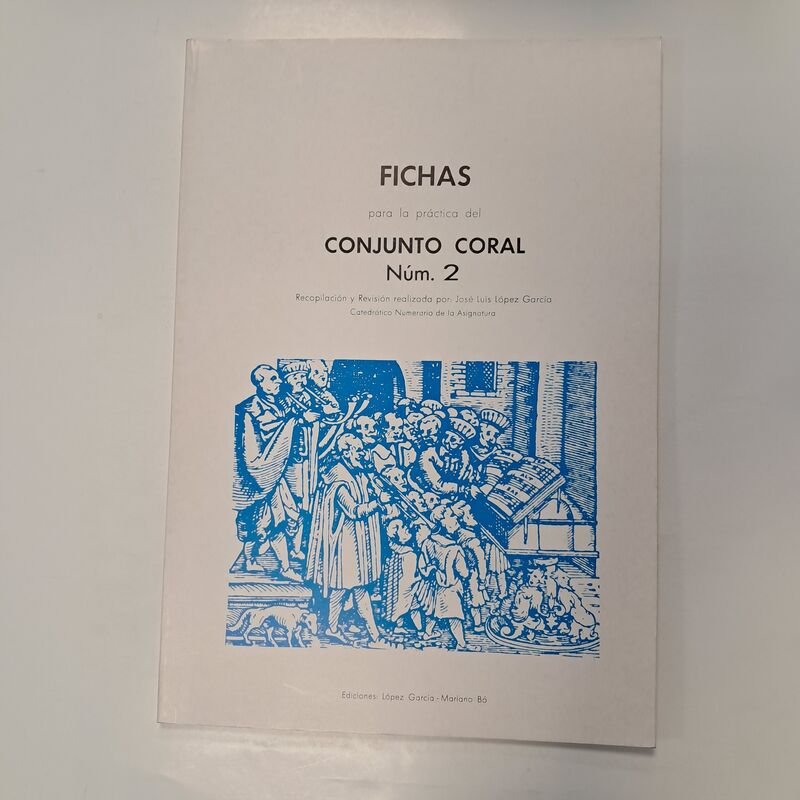 FICHAS
para la práctica del
CONJUNTO CORAL
Núm. 2
Recopilación y Revisión realizada por: José Luis López García
Catedrático Numerario de la Asignatura
Ediciones: López García - Mariano Bó